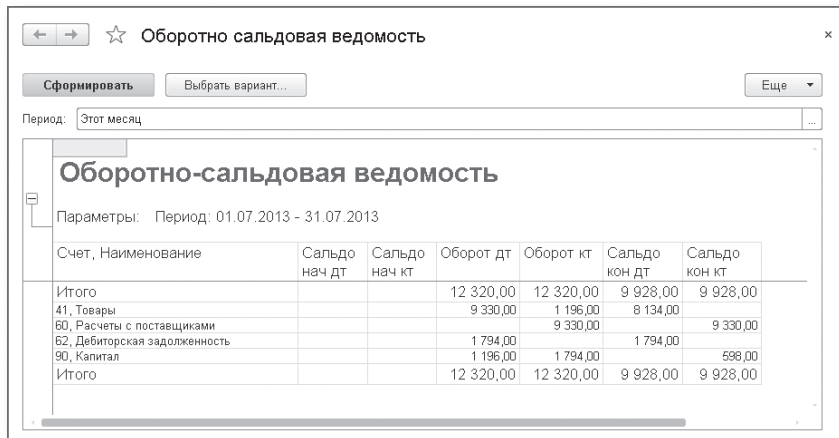 Оборотно сальдовая ведомость
Сформировать Выбрать вариант... Еще
Период: Этот месяц ...
Оборотно-сальдовая ведомость
Параметры: Период: 01.07.2013 - 31.07.2013
Счет, Наименование Сальдо нач дт Сальдо нач кт Оборот дт Оборот кт Сальдо кон дт Сальдо кон кт
Итого 12 320,00 12 320,00 9 928,00 9 928,00
41, Товары 9 330,00 1 196,00 8 134,00
60, Расчеты с поставщиками 9 330,00 9 330,00
62, Дебиторская задолженность 1 794,00 1 794,00
90, Капитал 1 196,00 1 794,00 598,00
Итого 12 320,00 12 320,00 9 928,00 9 928,00